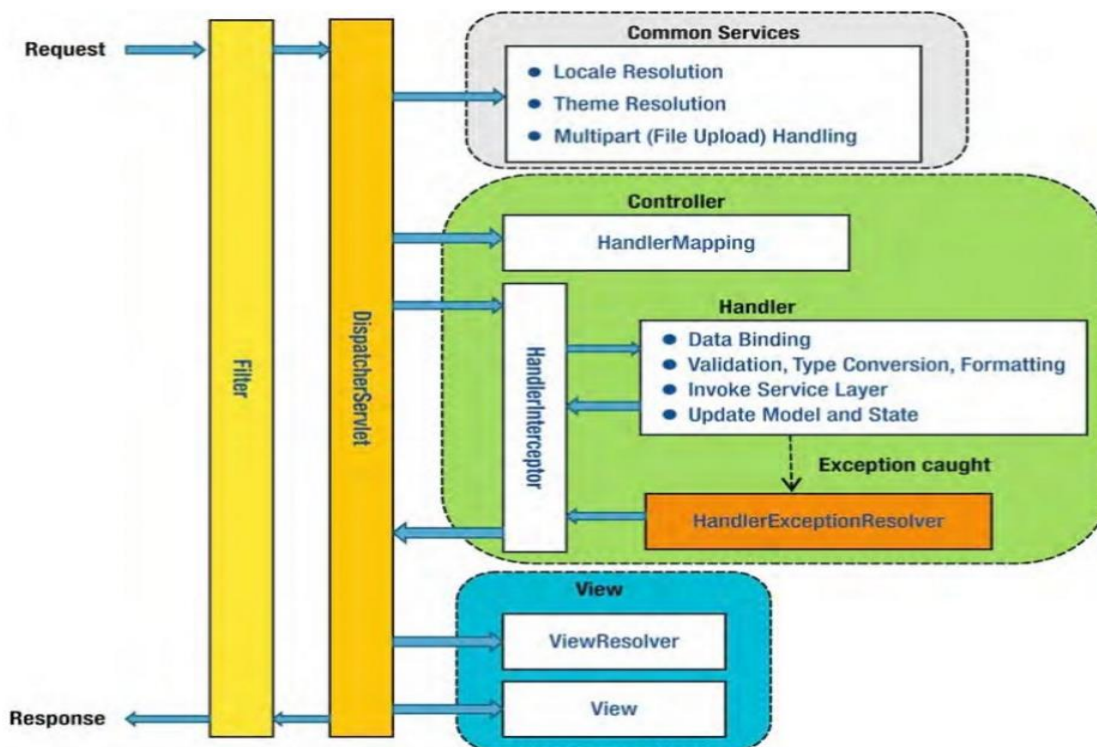 Request
Filter
DispatcherServlet
Common Services
● Locale Resolution
● Theme Resolution
● Multipart (File Upload) Handling
Controller
HandlerMapping
HandlerInterceptor
Handler
● Data Binding
● Validation, Type Conversion, Formatting
● Invoke Service Layer
● Update Model and State
Exception caught
HandlerExceptionResolver
View
ViewResolver
View
Response